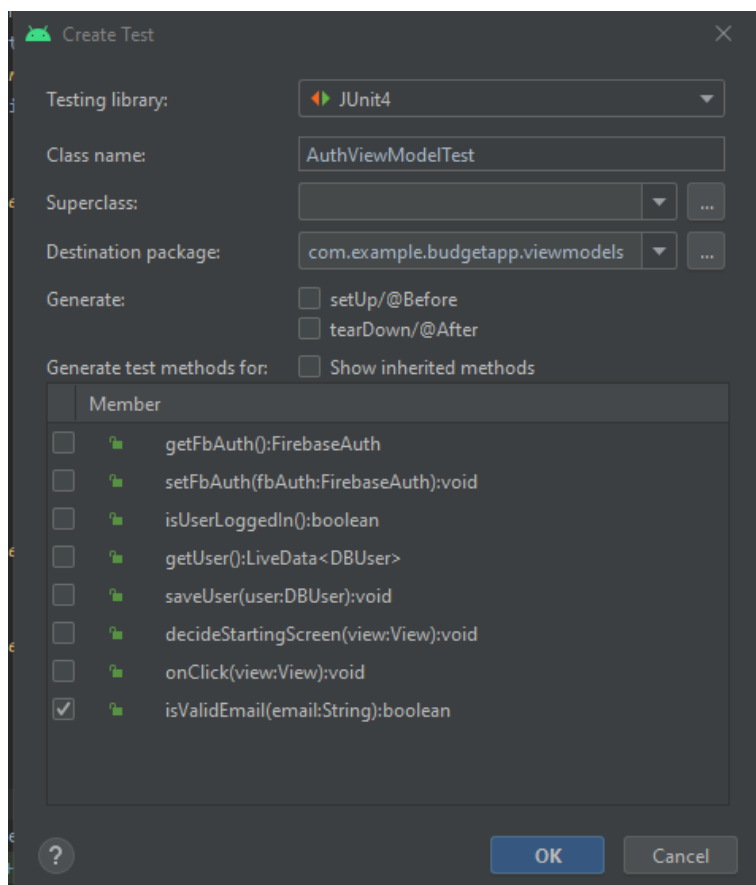 Create Test
Testing library: JUnit4
Class name: AuthViewModelTest
Superclass: ...
Destination package: com.example.budgetapp.viewmodels ...
Generate: setUp/@Before
tearDown/@After
Generate test methods for: Show inherited methods
Member
getFbAuth():FirebaseAuth
setFbAuth(fbAuth:FirebaseAuth):void
isUserLoggedIn():boolean
getUser():LiveData<DBUser>
saveUser(user:DBUser):void
decideStartingScreen(view:View):void
onClick(view:View):void
isValidEmail(email:String):boolean
? OK Cancel